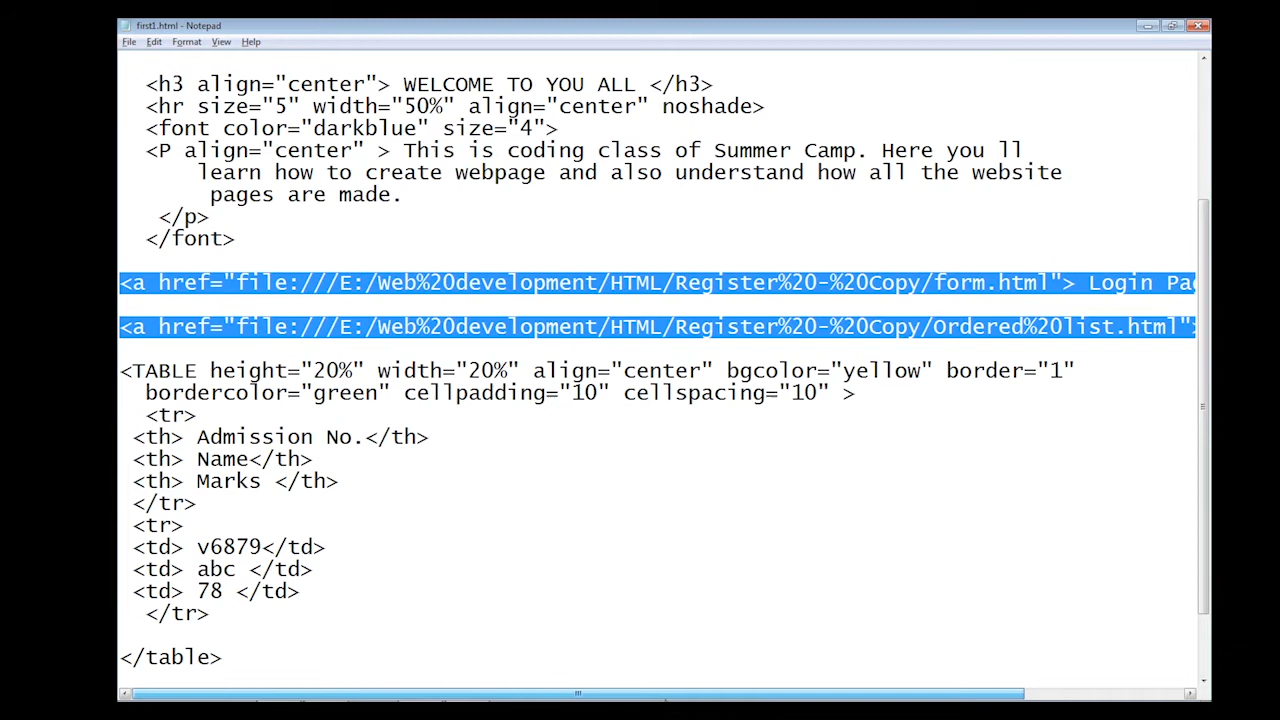 first1.html - Notepad
File Edit Format View Help
<h3 align="center"> WELCOME TO YOU ALL </h3>
<hr size="5" width="50%" align="center" noshade>
<font color="darkblue" size="4">
<P align="center" > This is coding class of Summer Camp. Here you ll
learn how to create webpage and also understand how all the website
pages are made.
</p>
</font>
<a href="file:///E:/Web%20development/HTML/Register%20-%20Copy/form.html"> Login Pag
<a href="file:///E:/Web%20development/HTML/Register%20-%20Copy/Ordered%20list.html">
<TABLE height="20%" width="20%" align="center" bgcolor="yellow" border="1"
bordercolor="green" cellpadding="10" cellspacing="10" >
<tr>
<th> Admission No.</th>
<th> Name</th>
<th> Marks </th>
</tr>
<tr>
<td> v6879</td>
<td> abc </td>
<td> 78 </td>
</tr>
</table>